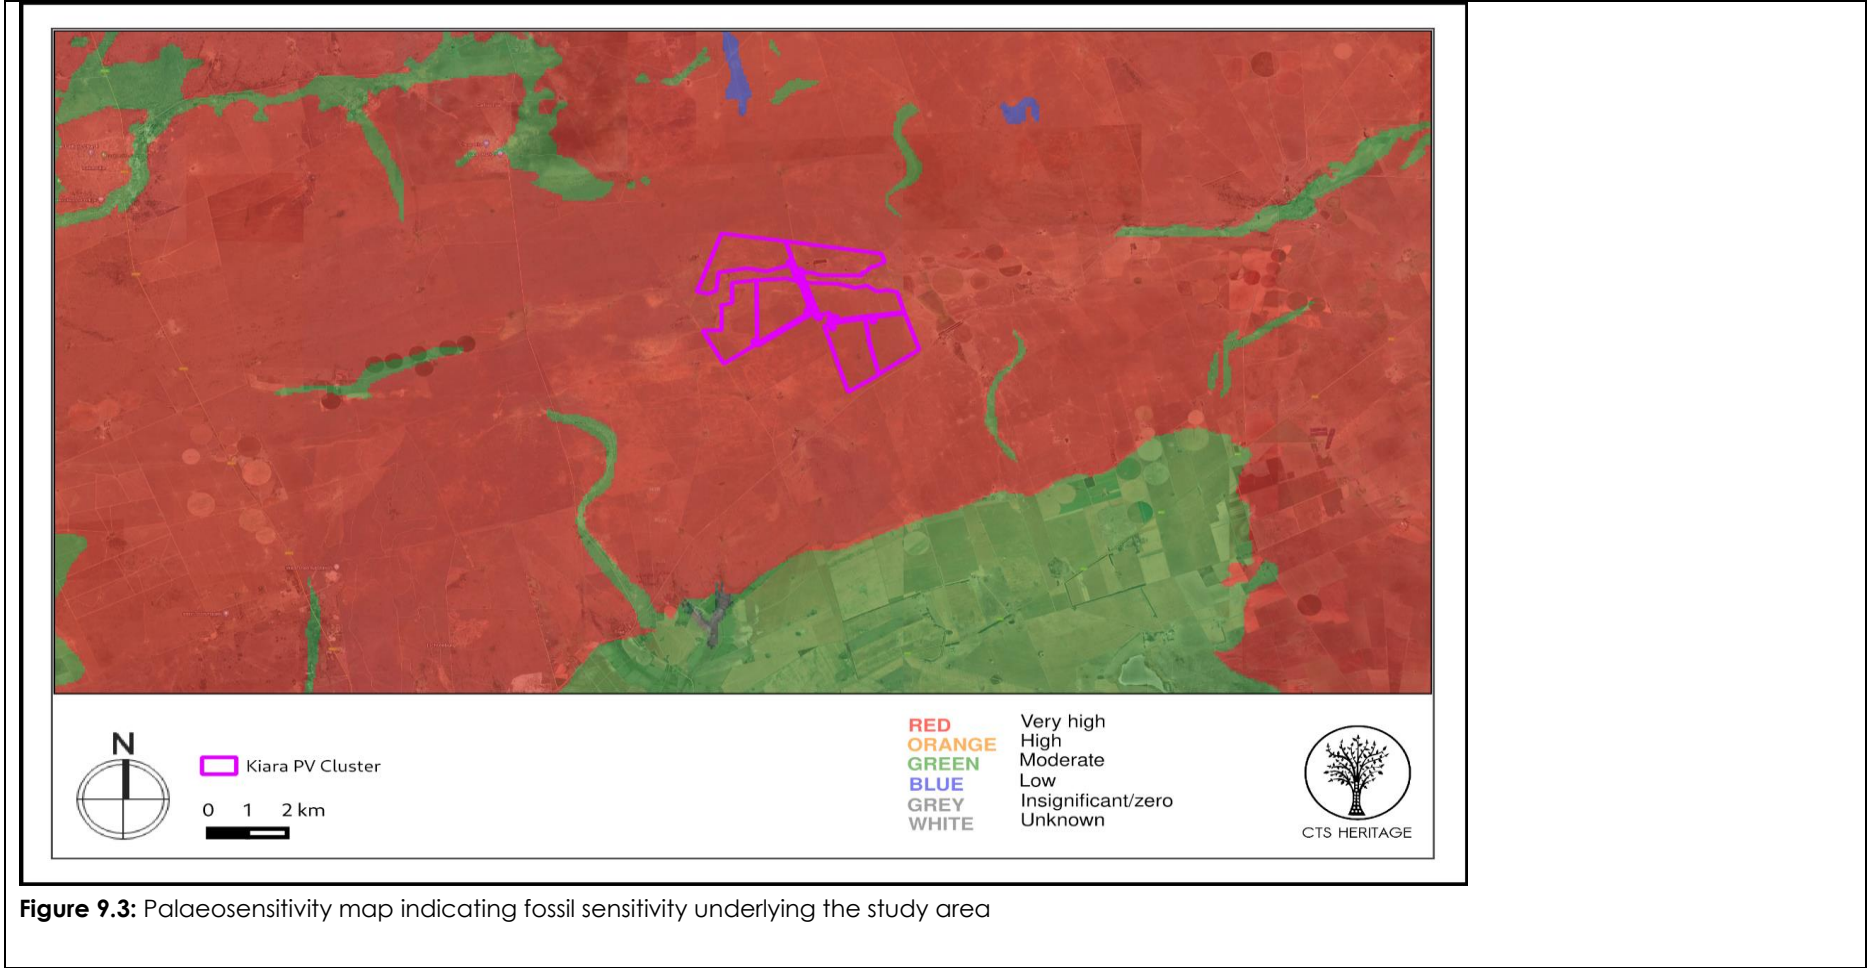 N
Kiara PV Cluster
0 1 2 km
RED Very high
ORANGE High
GREEN Moderate
BLUE Low
GREY Insignificant/zero
WHITE Unknown
CTS HERITAGE
Figure 9.3: Palaeosensitivity map indicating fossil sensitivity underlying the study area